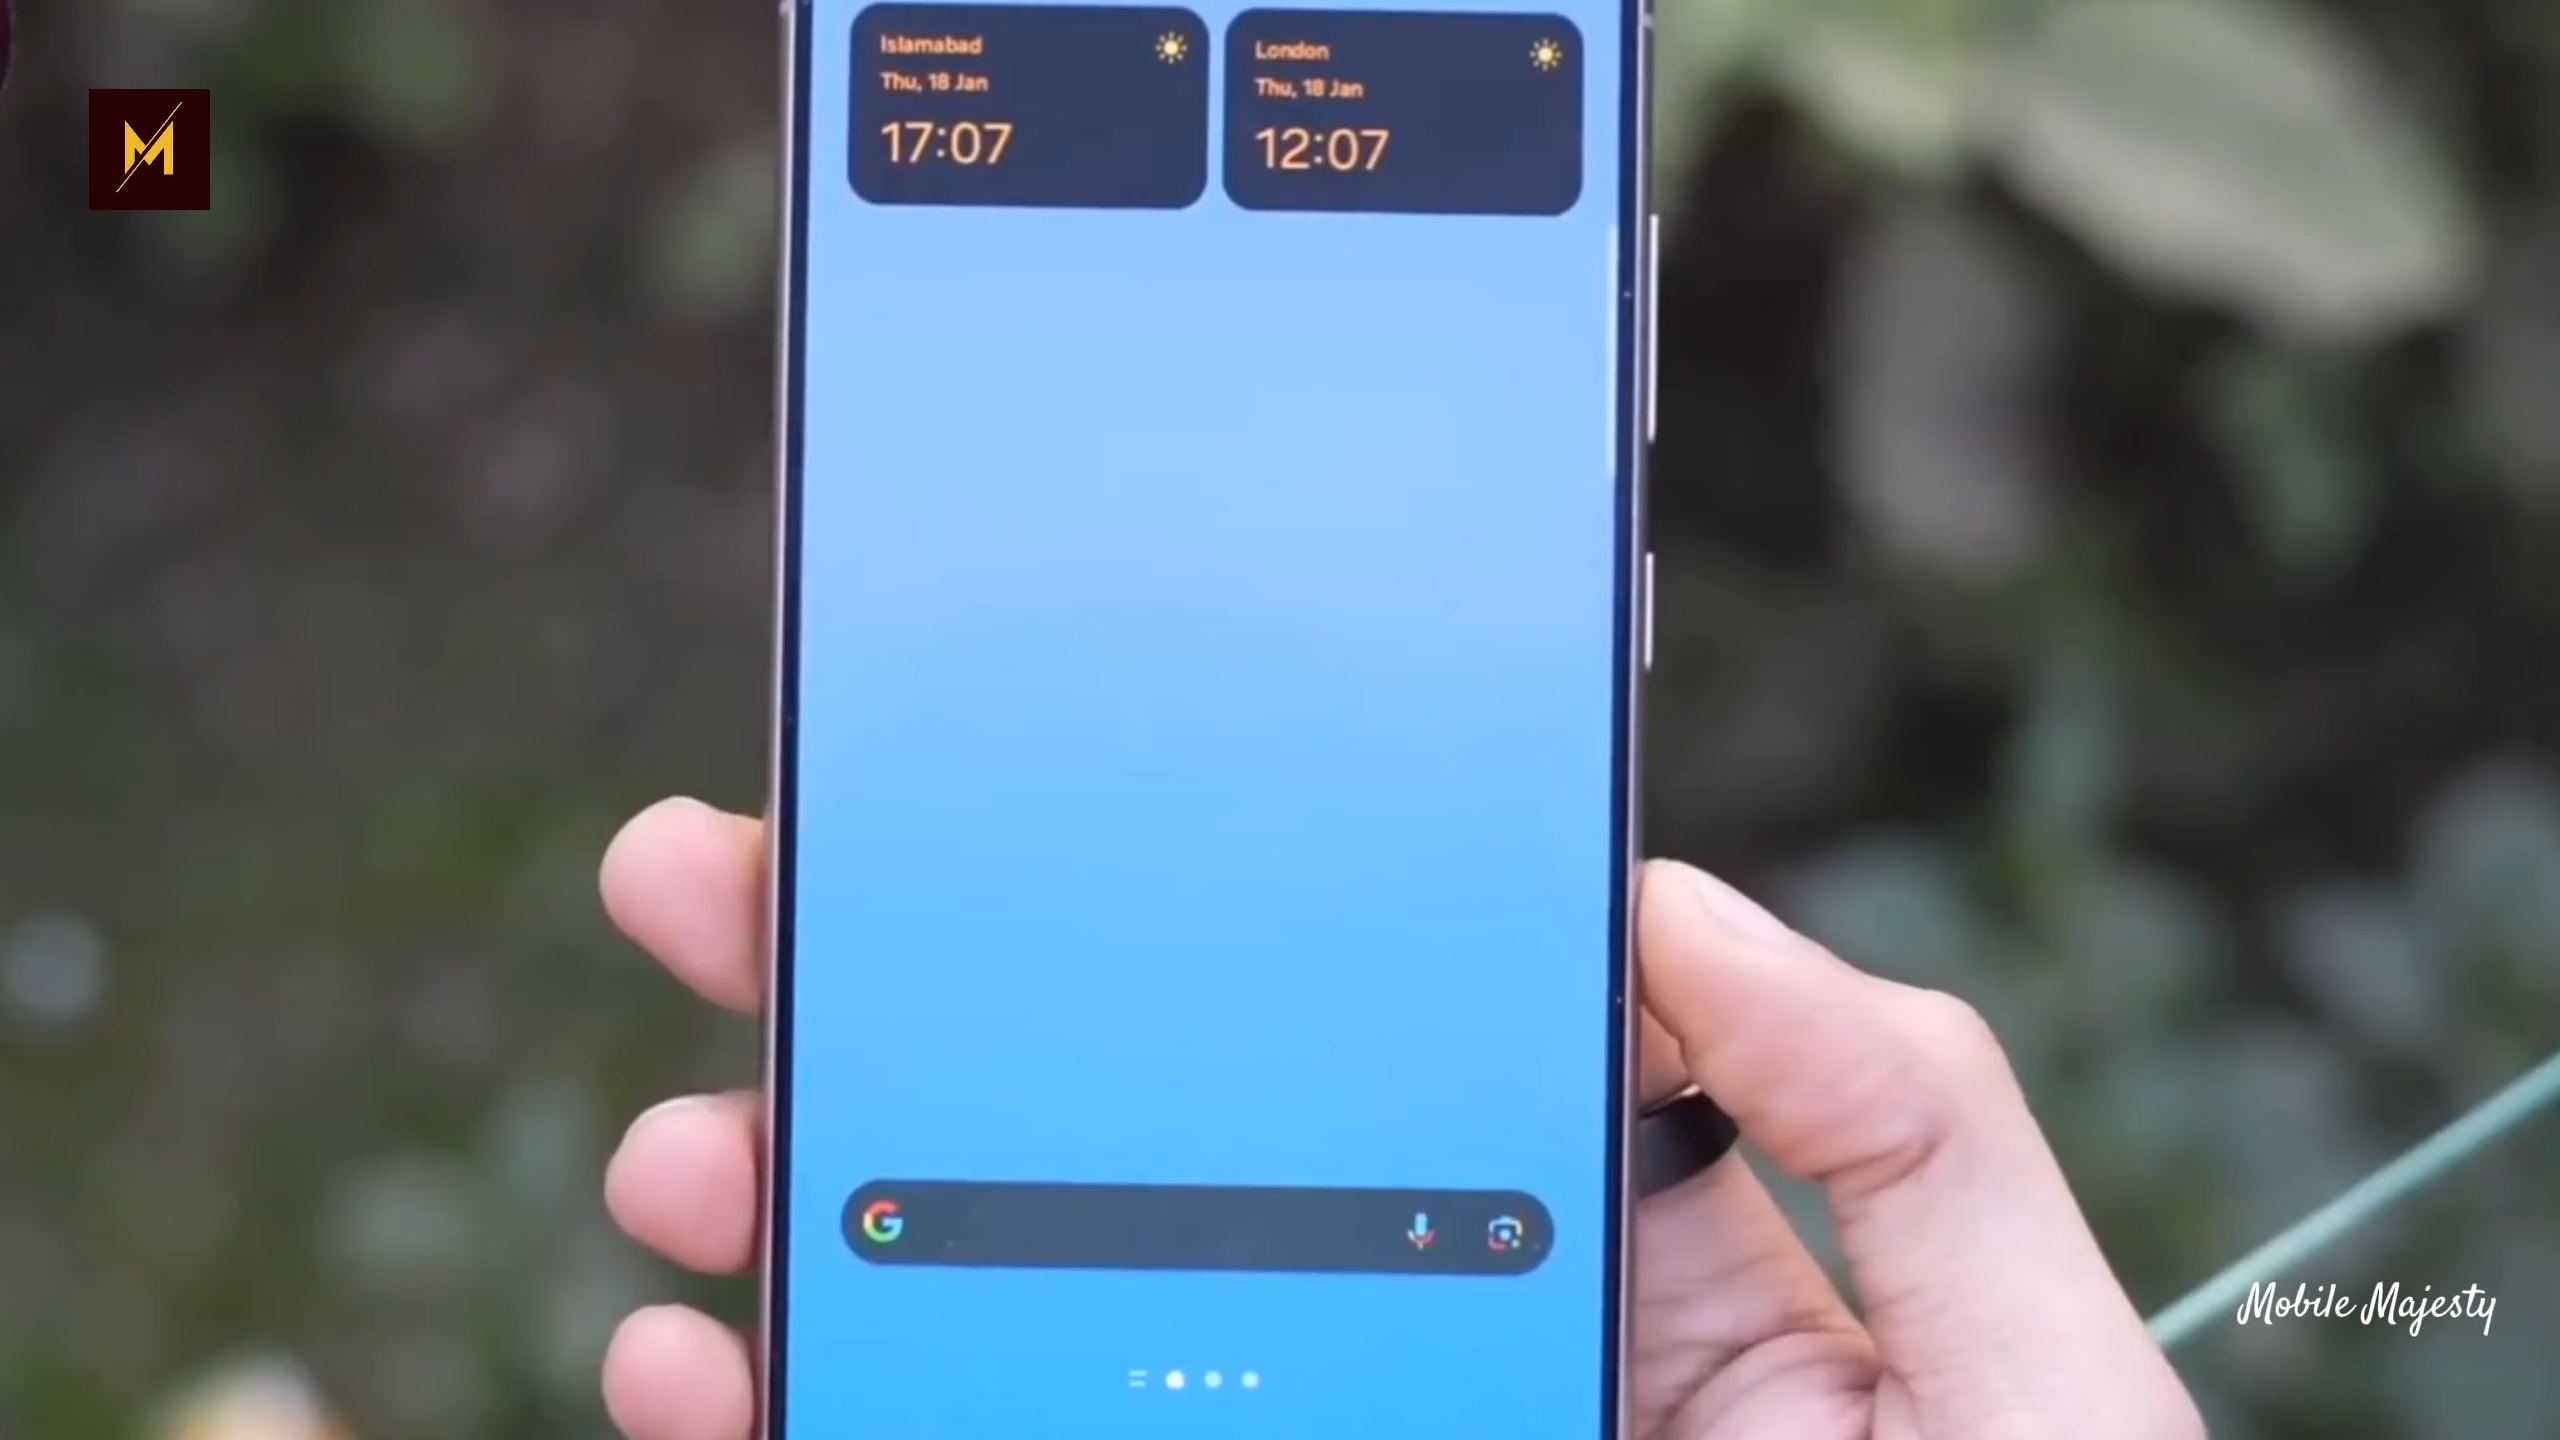 M
Islamabad
Thu, 18 Jan
17:07
London
Thu, 18 Jan
12:07
G
Mobile Majesty